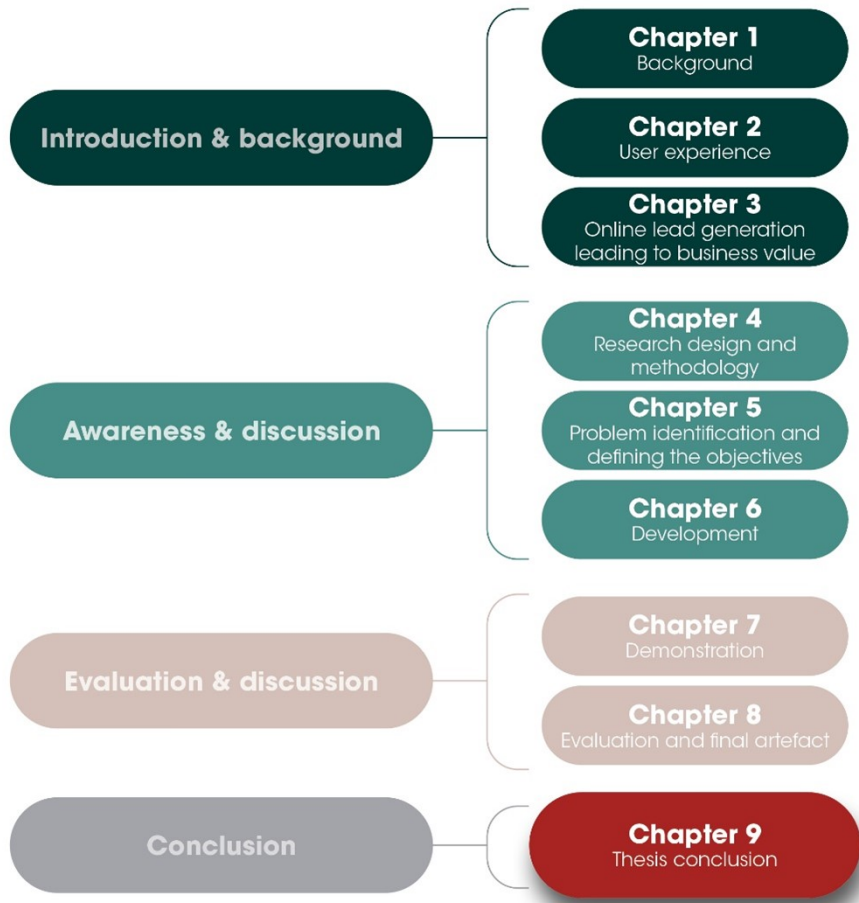 Introduction & background
Chapter 1
Background
Chapter 2
User experience
Chapter 3
Online lead generation
leading to business value
Awareness & discussion
Chapter 4
Research design and
methodology
Chapter 5
Problem identification and
defining the objectives
Chapter 6
Development
Evaluation & discussion
Chapter 7
Demonstration
Chapter 8
Evaluation and final artefact
Conclusion
Chapter 9
Thesis conclusion